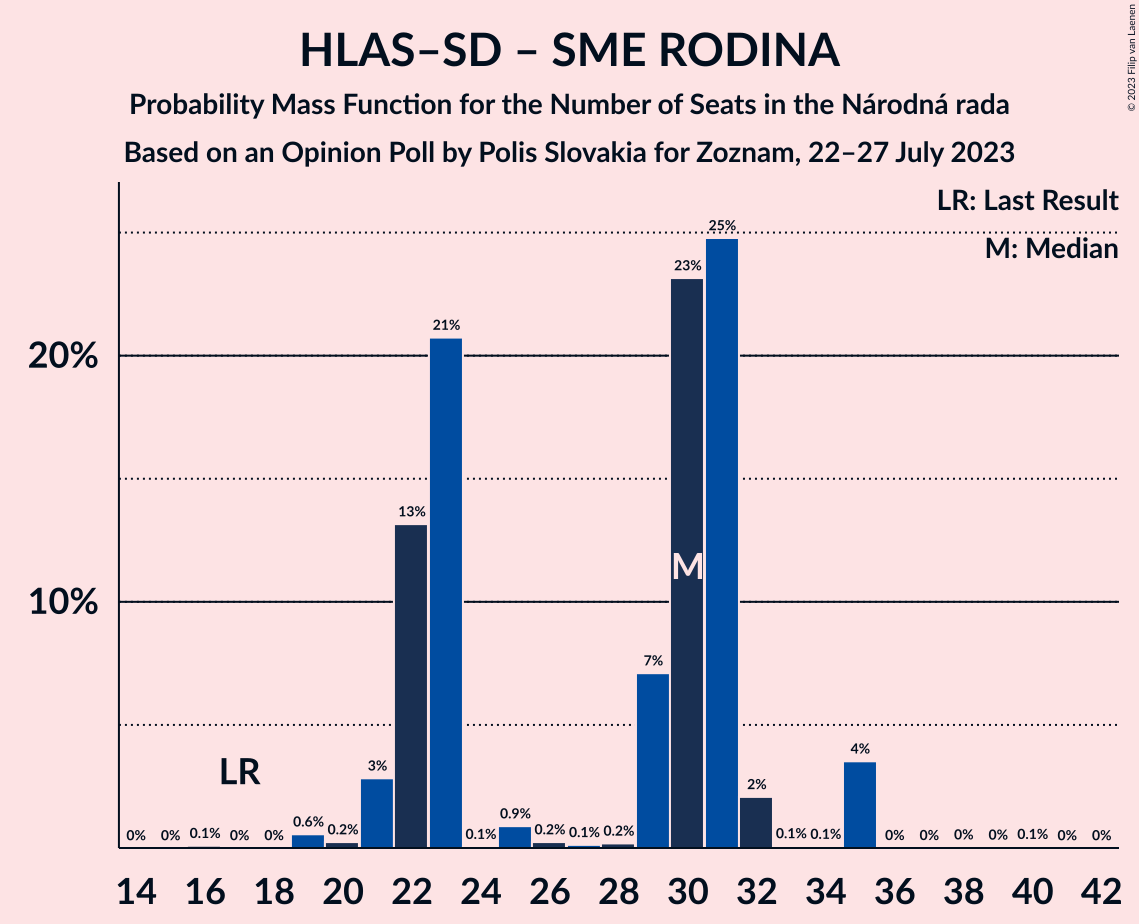 HLAS–SD – SME RODINA
Probability Mass Function for the Number of Seats in the Národná rada
Based on an Opinion Poll by Polis Slovakia for Zoznam, 22–27 July 2023
© 2023 Filip van Laenen
LR: Last Result
M: Median
20%
10%
0% 0% 0.1% 0% 0% 0.6% 0.2% 3% 13% 21% 0.1% 0.9% 0.2% 0.1% 0.2% 7% 23% 25% 2% 0.1% 0.1% 4% 0% 0% 0% 0% 0.1% 0% 0%
LR
M
14 16 18 20 22 24 26 28 30 32 34 36 38 40 42